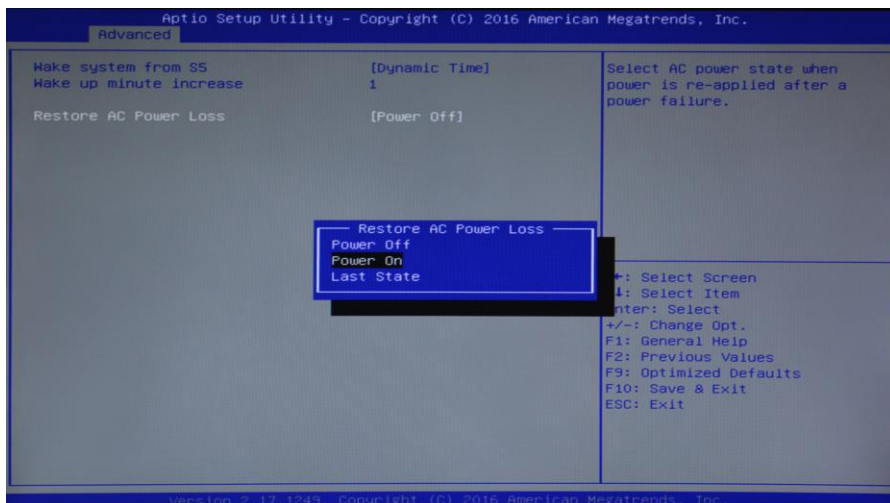 Aptio Setup Utility – Copyright (C) 2016 American Megatrends, Inc.
Advanced
Wake system from S5 [Dynamic Time]
Wake up minute increase 1
Restore AC Power Loss [Power Off]
Select AC power state when
power is re-applied after a
power failure.
Restore AC Power Loss
Power Off
Power On
Last State
←: Select Screen
↓: Select Item
nter: Select
+/-: Change Opt.
F1: General Help
F2: Previous Values
F9: Optimized Defaults
F10: Save & Exit
ESC: Exit
Version 2.17.1249. Copyright (C) 2016 American Megatrends, Inc.